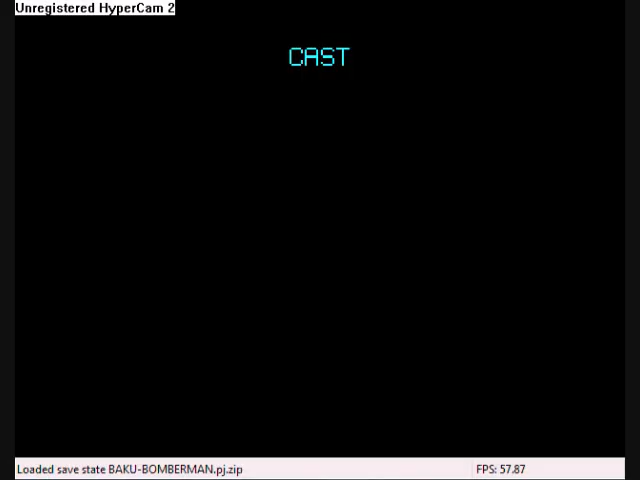 Unregistered HyperCam 2
CAST
Loaded save state BAKU-BOMBERMAN.pj.zip
FPS: 57.87